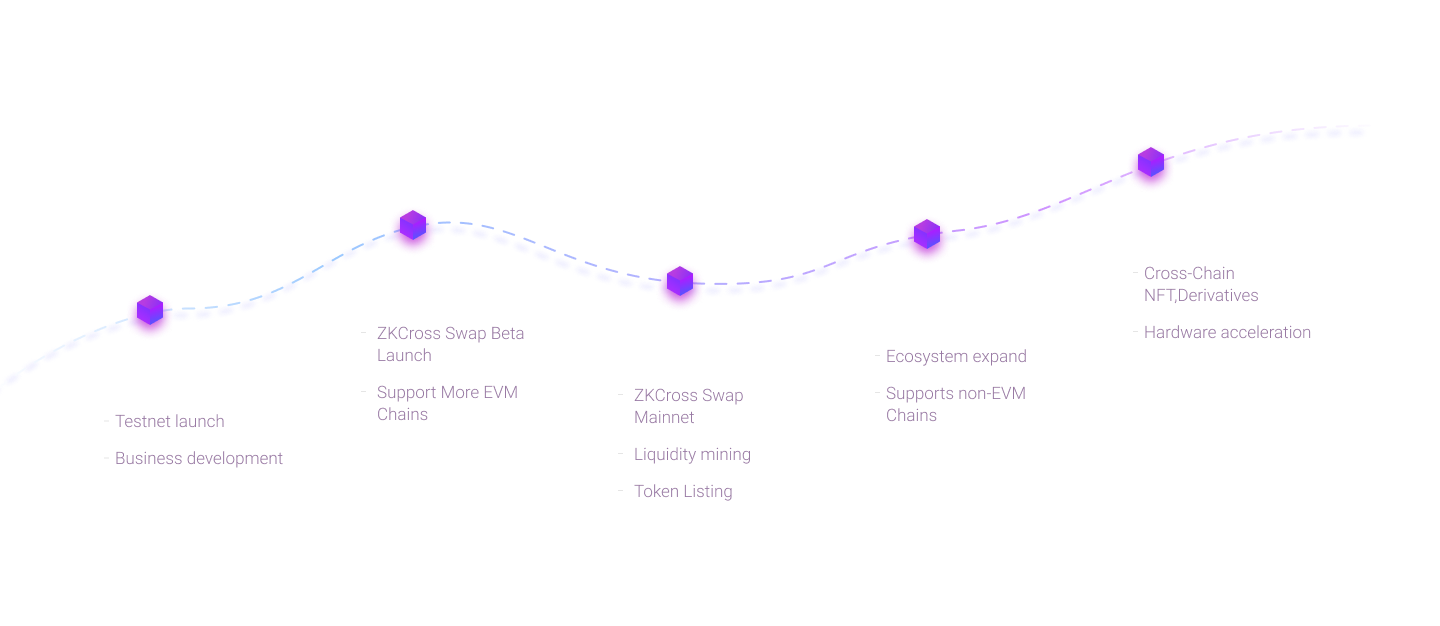 - Testnet launch
- Business development
- ZKCross Swap Beta
Launch
- Support More EVM
Chains
- ZKCross Swap
Mainnet
- Liquidity mining
- Token Listing
- Ecosystem expand
- Supports non-EVM
Chains
- Cross-Chain
NFT,Derivatives
- Hardware acceleration